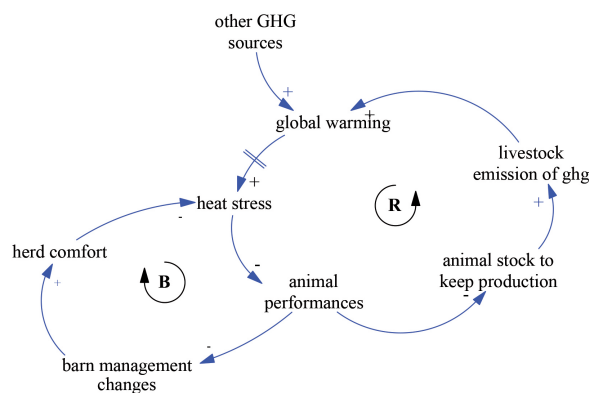 other GHG
sources
+
global warming
+
livestock
emission of ghg
+
+
heat stress
-
R
herd comfort
-
+
B
animal
performances
animal stock to
keep production
-
-
barn management
changes